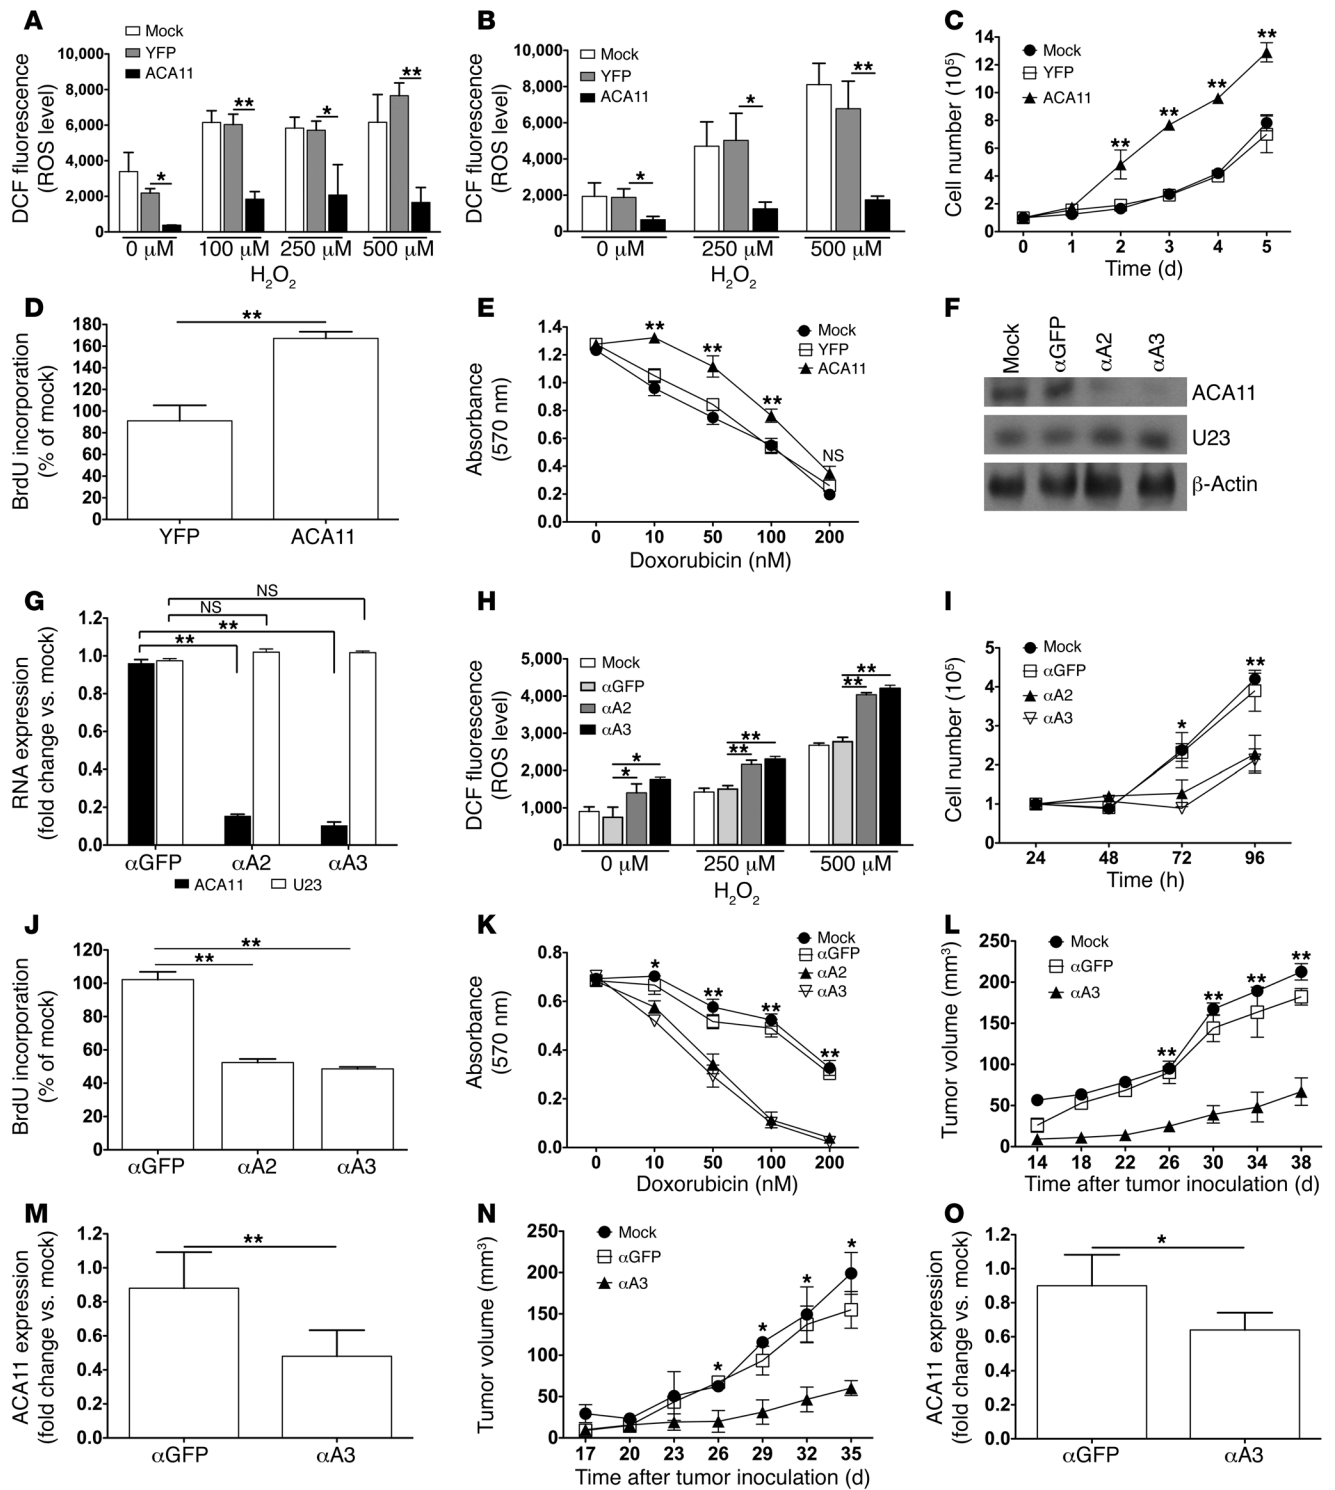 A
Mock
YFP
ACA11
DCF fluorescence
(ROS level)
10,000
8,000
6,000
4,000
2,000
0
* ** * **
0 µM 100 µM 250 µM 500 µM
H2O2
B
Mock
YFP
ACA11
DCF fluorescence
(ROS level)
10,000
8,000
6,000
4,000
2,000
0
* * **
0 µM 250 µM 500 µM
H2O2
C
Mock
YFP
ACA11
Cell number (10⁵)
14
12
10
8
6
4
2
0
** ** ** **
0 1 2 3 4 5
Time (d)
D
BrdU incorporation
(% of mock)
180
160
140
120
100
80
60
40
20
0
**
YFP ACA11
E
Mock
YFP
ACA11
Absorbance
(570 nm)
1.4
1.2
1.0
0.8
0.6
0.4
0.2
0.0
** ** ** NS
0 10 50 100 200
Doxorubicin (nM)
F
Mock αGFP αA2 αA3
ACA11
U23
β-Actin
G
RNA expression
(fold change vs. mock)
1.2
1.0
0.8
0.6
0.4
0.2
0.0
NS
NS
**
**
αGFP αA2 αA3
ACA11 U23
H
Mock
αGFP
αA2
αA3
DCF fluorescence
(ROS level)
5,000
4,000
3,000
2,000
1,000
0
* * ** ** ** **
0 µM 250 µM 500 µM
H2O2
I
Mock
αGFP
αA2
αA3
Cell number (10⁵)
5
4
3
2
1
0
* **
24 48 72 96
Time (h)
J
BrdU incorporation
(% of mock)
120
100
80
60
40
20
0
**
**
αGFP αA2 αA3
K
Mock
αGFP
αA2
αA3
Absorbance
(570 nm)
0.8
0.6
0.4
0.2
0.0
* ** ** **
0 10 50 100 200
Doxorubicin (nM)
L
Mock
αGFP
αA3
Tumor volume (mm³)
250
200
150
100
50
0
** ** ** **
14 18 22 26 30 34 38
Time after tumor inoculation (d)
M
ACA11 expression
(fold change vs. mock)
1.2
1.0
0.8
0.6
0.4
0.2
0.0
**
αGFP αA3
N
Mock
αGFP
αA3
Tumor volume (mm³)
250
200
150
100
50
0
* * * *
17 20 23 26 29 32 35
Time after tumor inoculation (d)
O
ACA11 expression
(fold change vs. mock)
1.2
1.0
0.8
0.6
0.4
0.2
0.0
*
αGFP αA3